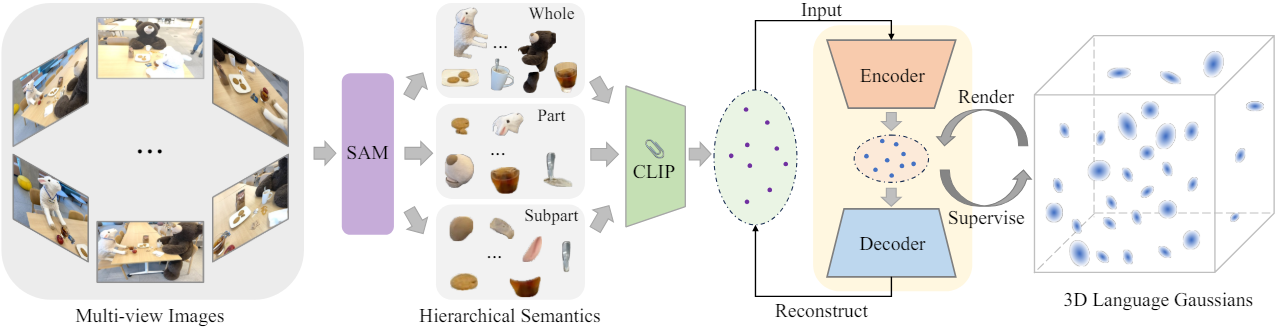 Multi-view Images
SAM
Whole
...
Part
...
Subpart
...
Hierarchical Semantics
CLIP
Input
Encoder
Decoder
Reconstruct
Render
Supervise
3D Language Gaussians